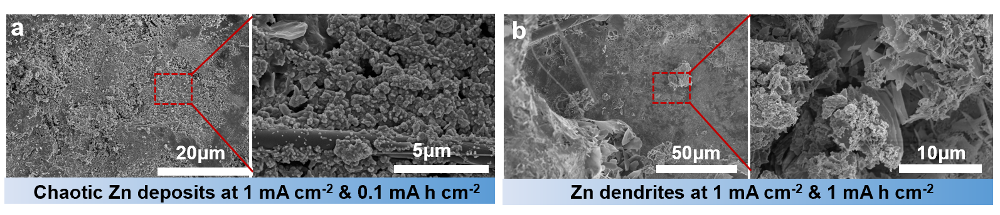 a
20μm
5μm
Chaotic Zn deposits at 1 mA cm-2 & 0.1 mA h cm-2
b
50μm
10μm
Zn dendrites at 1 mA cm-2 & 1 mA h cm-2